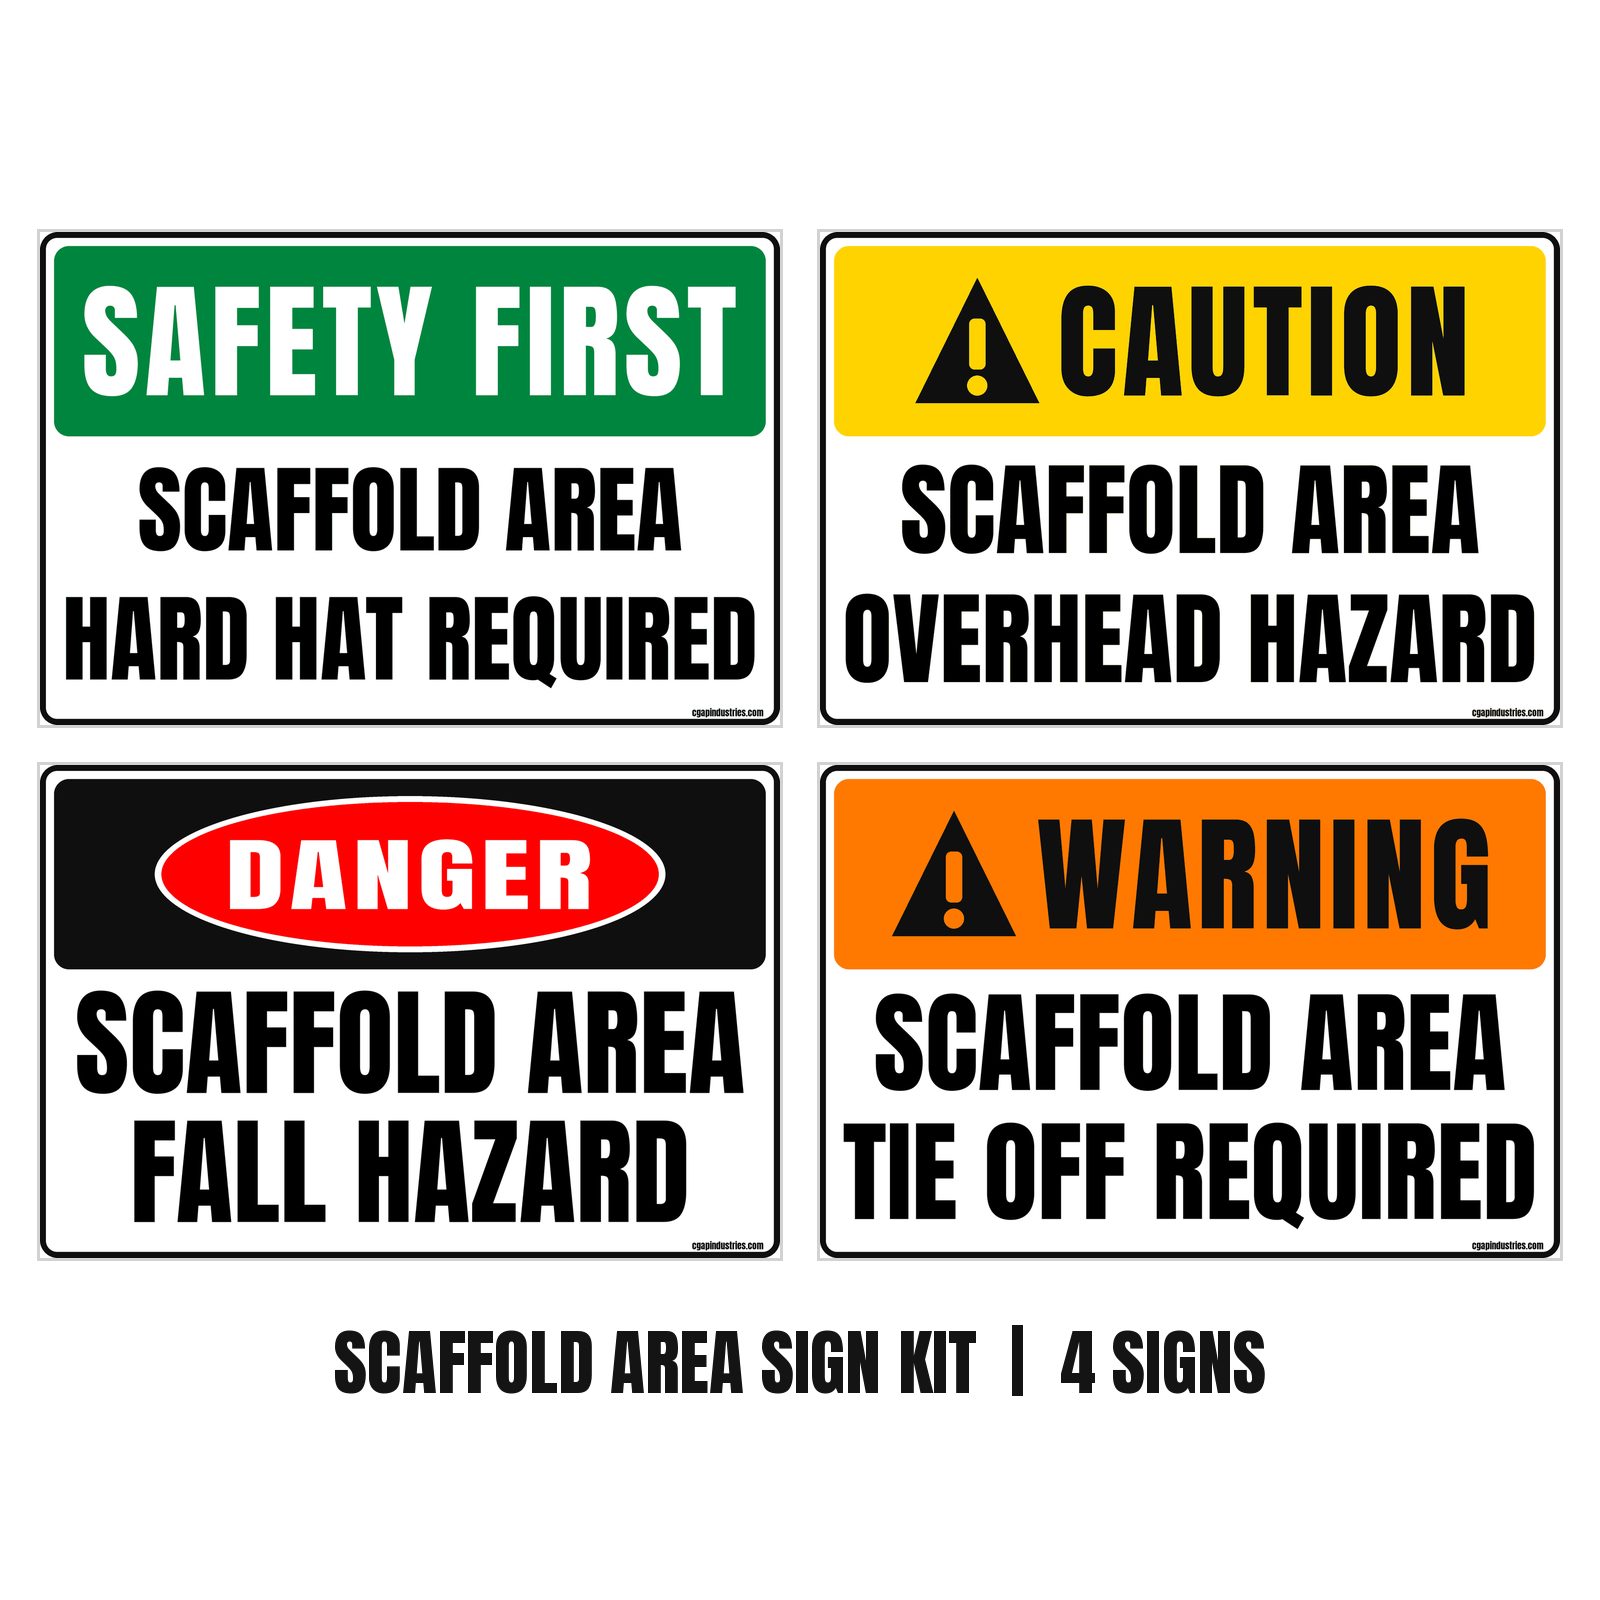 SAFETY FIRST
SCAFFOLD AREA
HARD HAT REQUIRED
cgapindustries.com
! CAUTION
SCAFFOLD AREA
OVERHEAD HAZARD
cgapindustries.com
DANGER
SCAFFOLD AREA
FALL HAZARD
cgapindustries.com
! WARNING
SCAFFOLD AREA
TIE OFF REQUIRED
cgapindustries.com
SCAFFOLD AREA SIGN KIT | 4 SIGNS